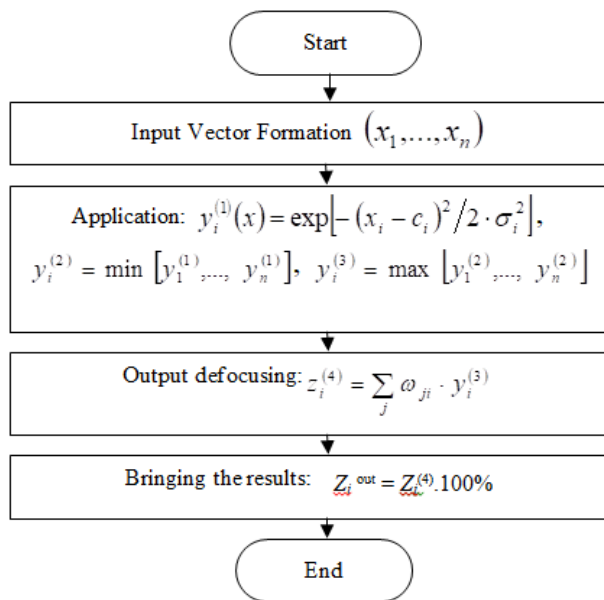 Start
Input Vector Formation (x₁,...,xₙ)
Application: yᵢ⁽¹⁾(x) = exp⌊−(xᵢ − cᵢ)²/2·σᵢ²⌋,
yᵢ⁽²⁾ = min [y₁⁽¹⁾,..., yₙ⁽¹⁾], yᵢ⁽³⁾ = max ⌊y₁⁽²⁾,..., yₙ⁽²⁾⌋
Output defocusing: zᵢ⁽⁴⁾ = ∑ⱼ ωⱼᵢ · yᵢ⁽³⁾
Bringing the results: Zᵢ ᵒᵘᵗ = Zᵢ⁽⁴⁾.100%
End